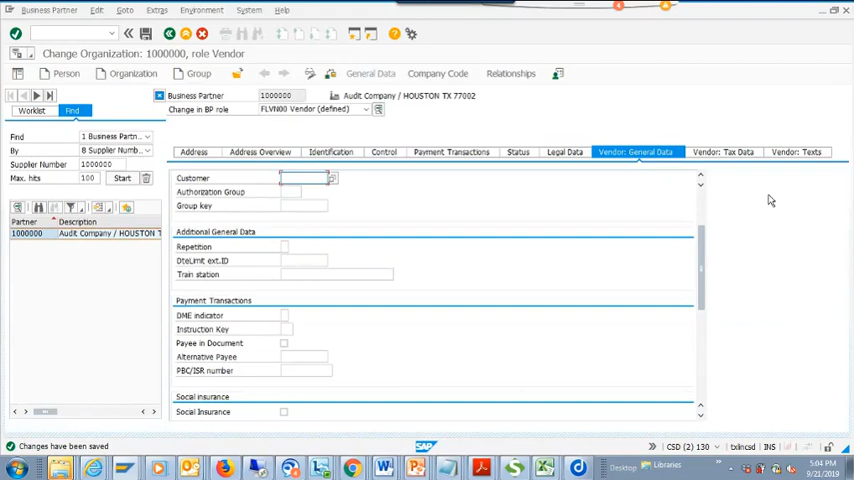 Business Partner Edit Goto Extras Environment System Help
Change Organization: 1000000, role Vendor
Person Organization Group General Data Company Code Relationships
Business Partner 1000000 Audit Company / HOUSTON TX 77002
Worklist Find
Change in BP role FLVN00 Vendor (defined)
Find 1 Business Partn..
By 8 Supplier Numb..
Supplier Number 1000000
Max. hits 100 Start
Partner Description
1000000 Audit Company / HOUSTON T
Address Address Overview Identification Control Payment Transactions Status Legal Data Vendor: General Data Vendor: Tax Data Vendor: Texts
Customer
Authorization Group
Group key
Additional General Data
Repetition
DteLimit ext.ID
Train station
Payment Transactions
DME indicator
Instruction Key
Payee in Document
Alternative Payee
PBC/ISR number
Social insurance
Social Insurance
Changes have been saved
SAP
CSD (2) 130 txlncsd INS
Desktop Libraries
5:04 PM
9/21/2019